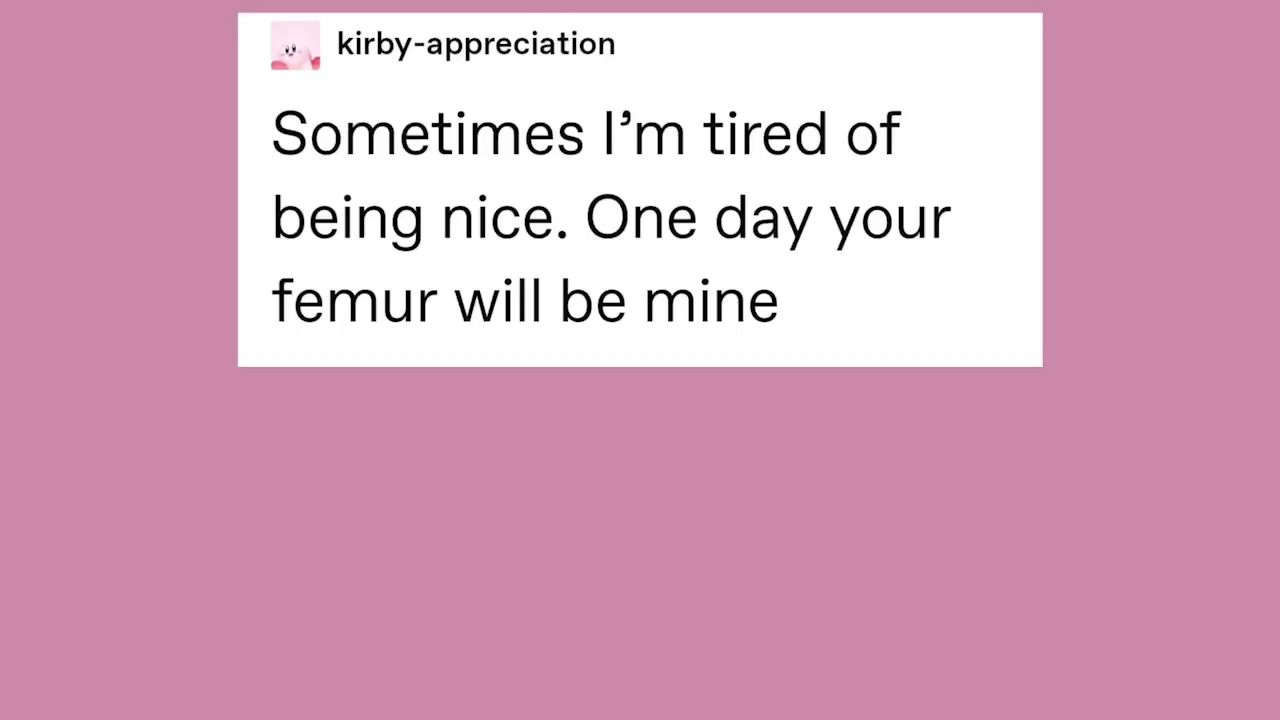 kirby-appreciation
Sometimes I’m tired of
being nice. One day your
femur will be mine